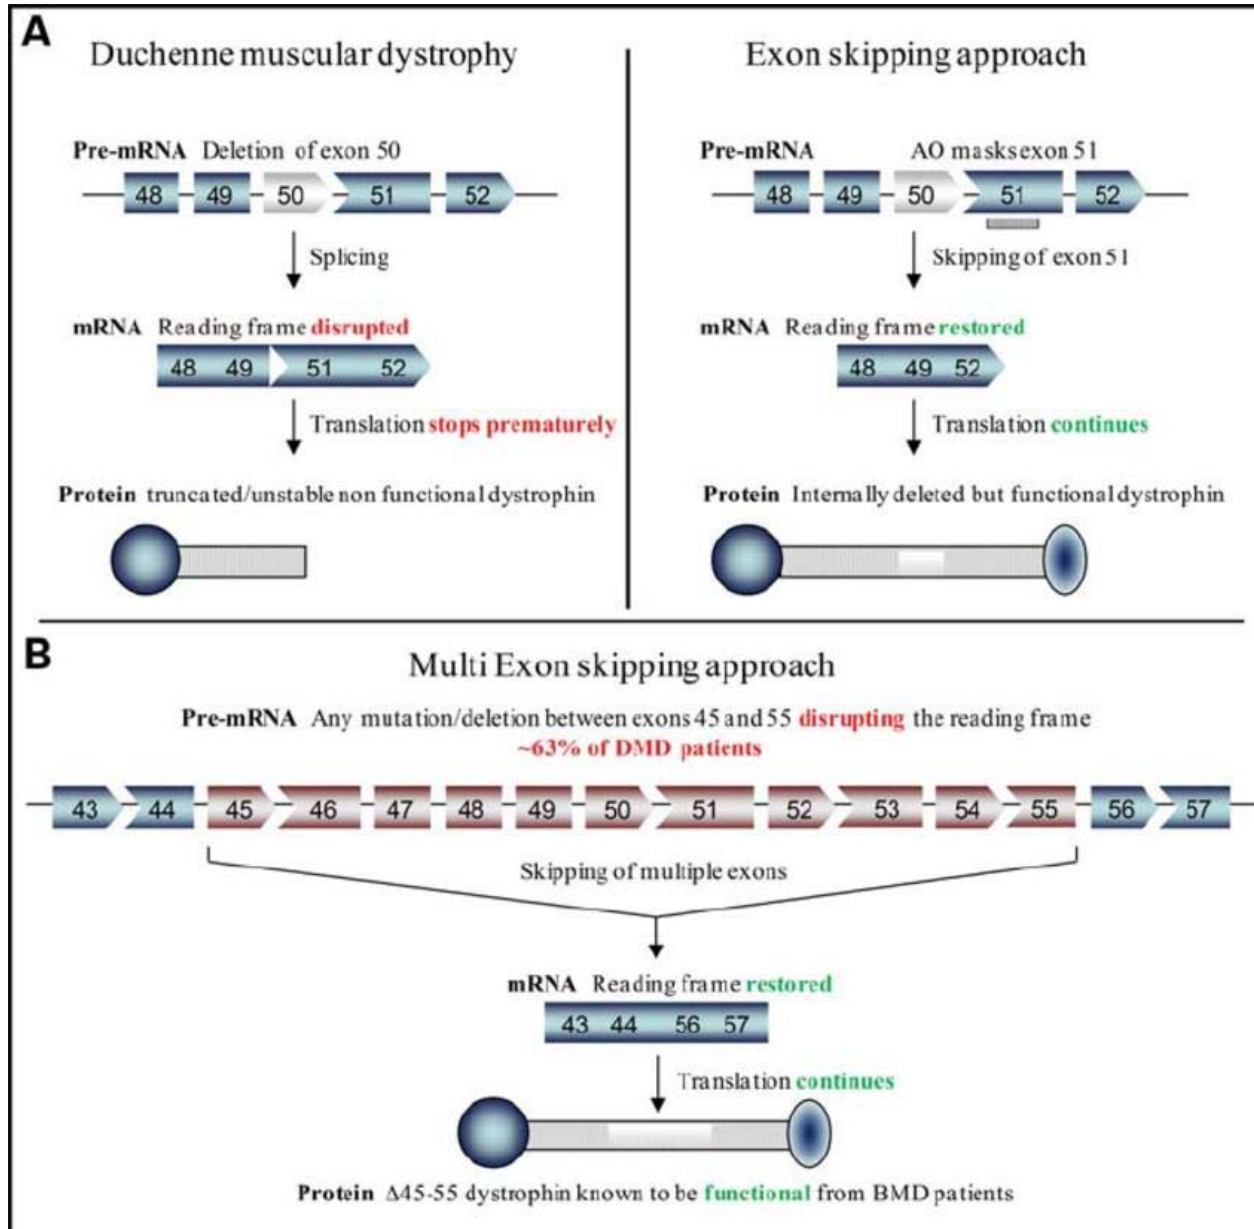 A
Duchenne muscular dystrophy
Pre-mRNA Deletion of exon 50
48 49 50 51 52
Splicing
mRNA Reading frame disrupted
48 49 51 52
Translation stops prematurely
Protein truncated/unstable non functional dystrophin
Exon skipping approach
Pre-mRNA AO masks exon 51
48 49 50 51 52
Skipping of exon 51
mRNA Reading frame restored
48 49 52
Translation continues
Protein Internally deleted but functional dystrophin
B
Multi Exon skipping approach
Pre-mRNA Any mutation/deletion between exons 45 and 55 disrupting the reading frame
~63% of DMD patients
43 44 45 46 47 48 49 50 51 52 53 54 55 56 57
Skipping of multiple exons
mRNA Reading frame restored
43 44 56 57
Translation continues
Protein Δ45-55 dystrophin known to be functional from BMD patients